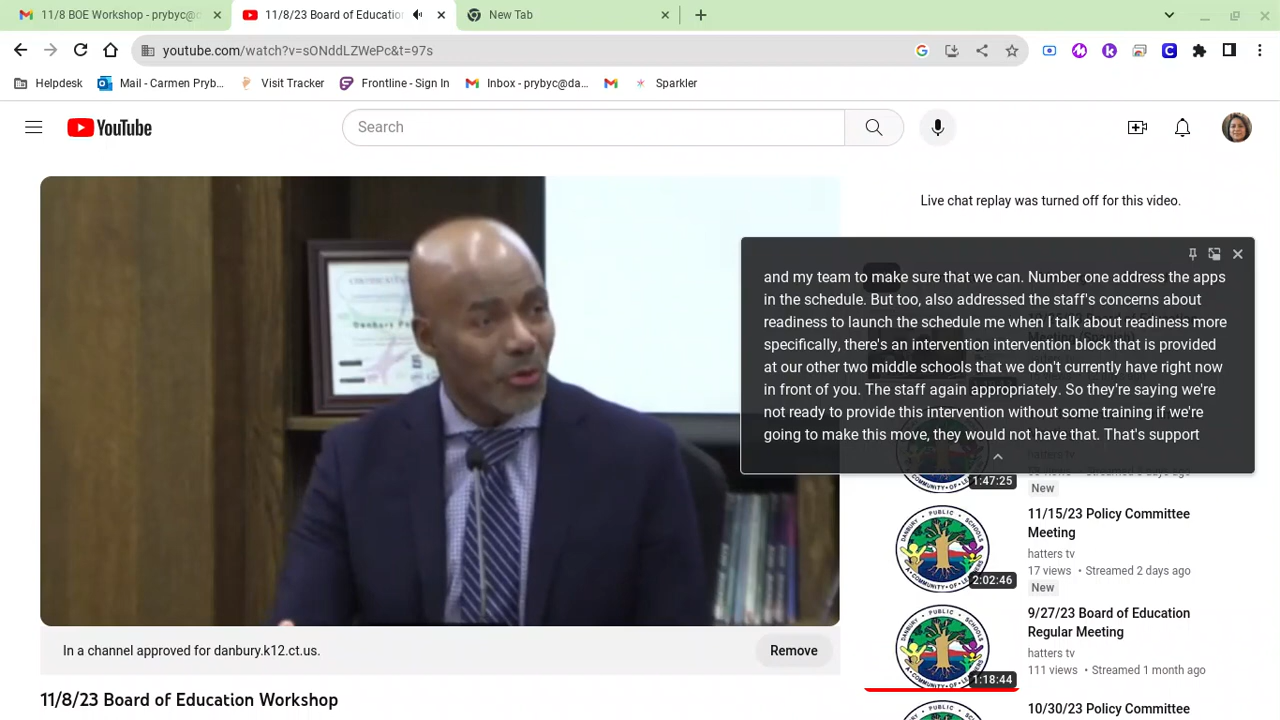 11/8 BOE Workshop - prybyc@d
11/8/23 Board of Education
New Tab
youtube.com/watch?v=sONddLZWePc&t=97s
Helpdesk
Mail - Carmen Pryb...
Visit Tracker
Frontline - Sign In
Inbox - prybyc@da...
Sparkler
YouTube
Search
Live chat replay was turned off for this video.
and my team to make sure that we can. Number one address the apps
in the schedule. But too, also addressed the staff's concerns about
readiness to launch the schedule me when I talk about readiness more
specifically, there's an intervention intervention block that is provided
at our other two middle schools that we don't currently have right now
in front of you. The staff again appropriately. So they're saying we're
not ready to provide this intervention without some training if we're
going to make this move, they would not have that. That's support
1:47:25
New
11/15/23 Policy Committee
Meeting
hatters tv
17 views • Streamed 2 days ago
New
2:02:46
9/27/23 Board of Education
Regular Meeting
hatters tv
111 views • Streamed 1 month ago
1:18:44
10/30/23 Policy Committee
In a channel approved for danbury.k12.ct.us.
Remove
11/8/23 Board of Education Workshop